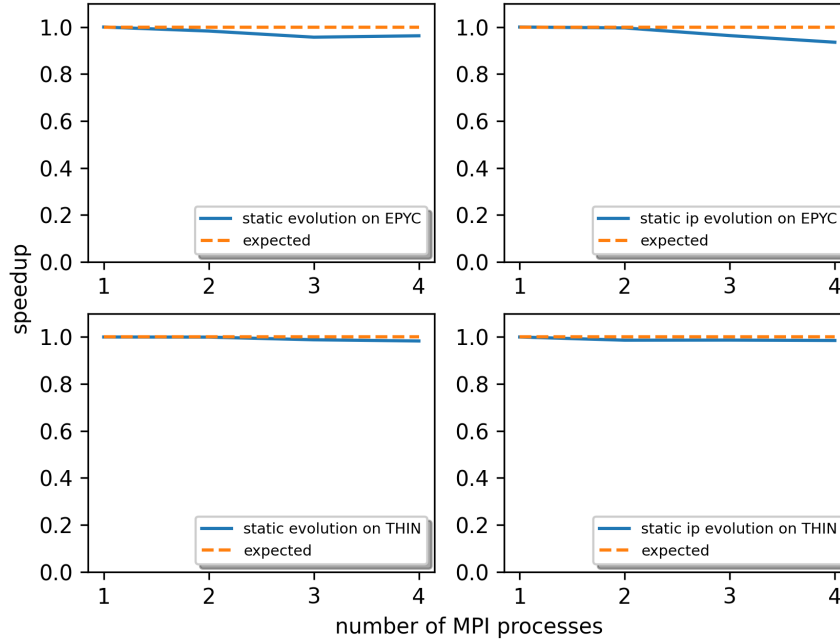 1.0
0.8
0.6
0.4
0.2
0.0
1 2 3 4
static evolution on EPYC
expected
1.0
0.8
0.6
0.4
0.2
0.0
1 2 3 4
static ip evolution on EPYC
expected
speedup
1.0
0.8
0.6
0.4
0.2
0.0
1 2 3 4
static evolution on THIN
expected
1.0
0.8
0.6
0.4
0.2
0.0
1 2 3 4
static ip evolution on THIN
expected
number of MPI processes